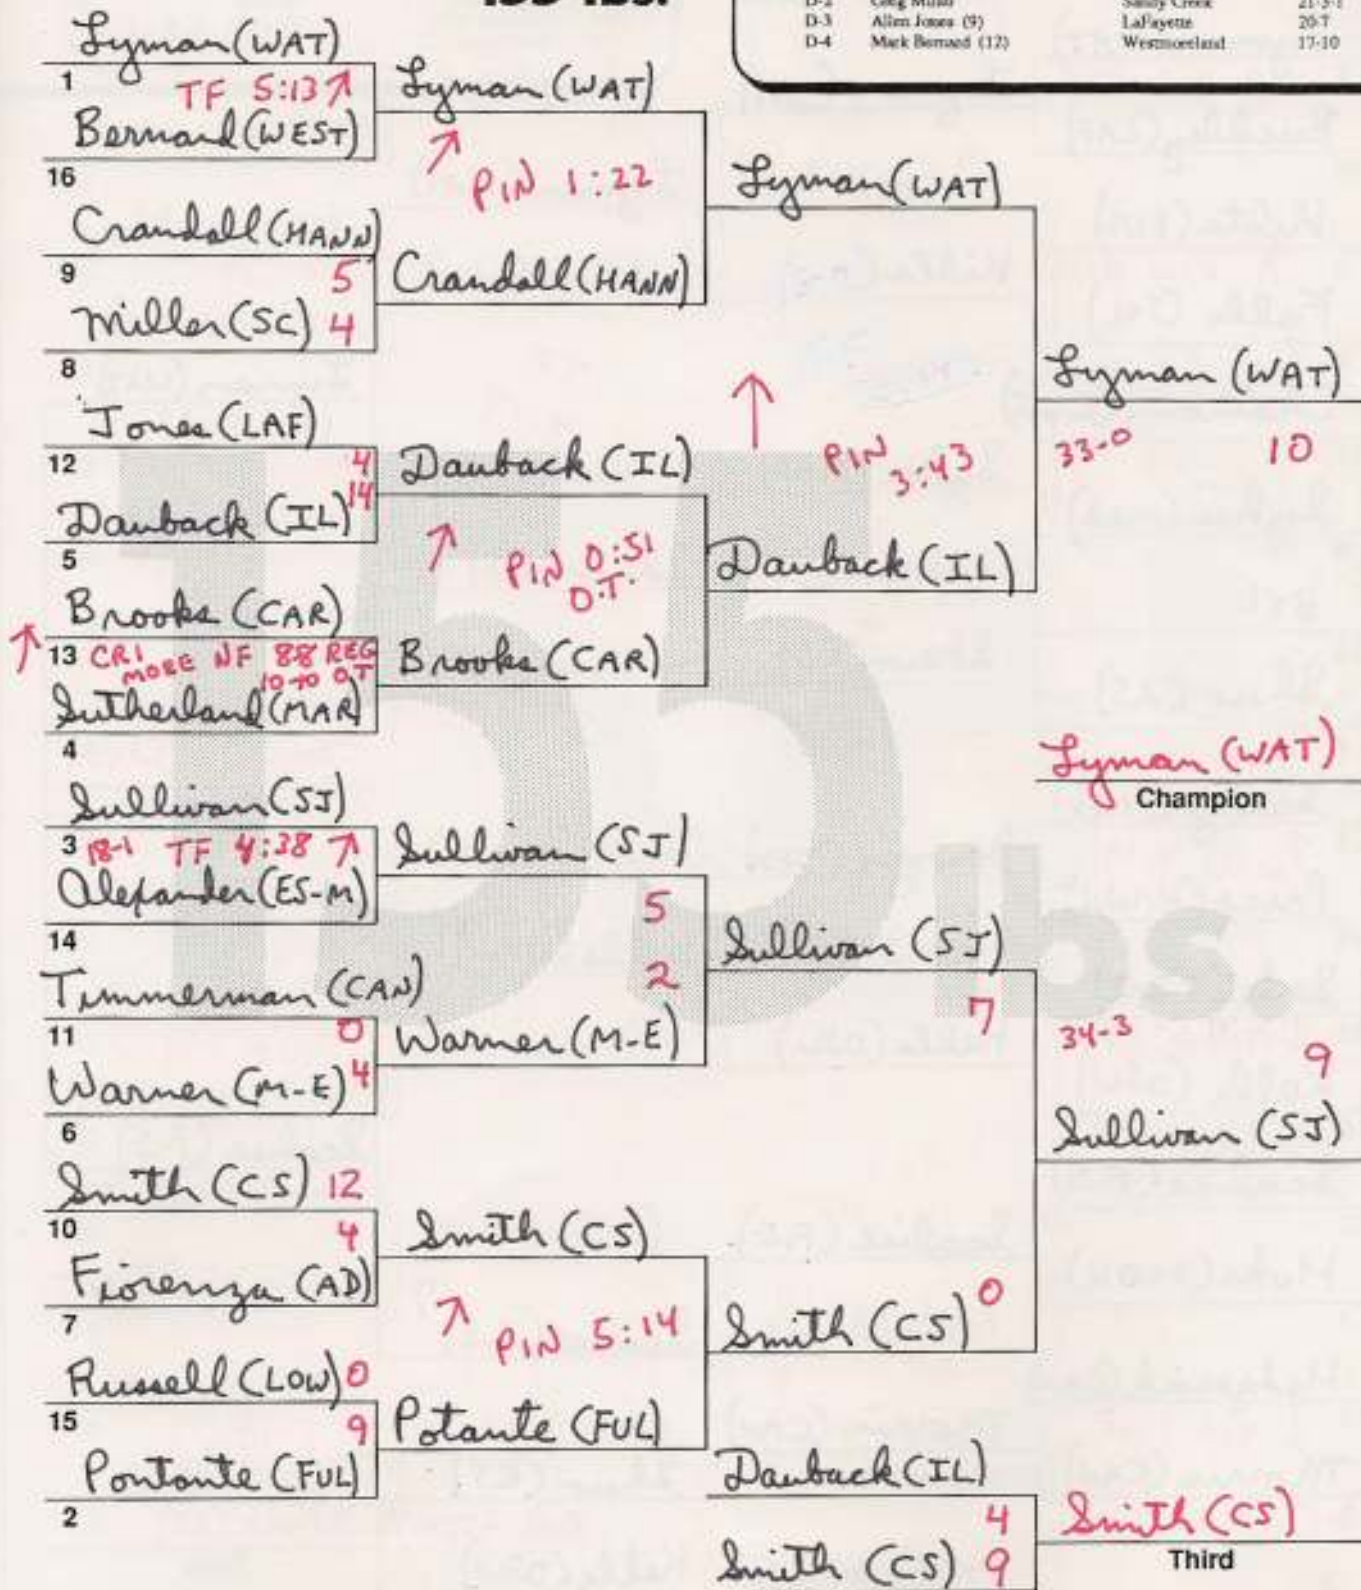 D-3 Allen Jones (9) LaFayette 20-7
D-4 Mark Bernard (12) Westmoreland 17-10
Lyman (WAT)
1 TF 5:13
Bernard (WEST)
16
Crandall (HANN)
9 5
Miller (SC) 4
8
Jones (LAF)
12 4
Dauback (IL) 14
5
Brooks (CAR)
13 CRI MORE NF 8-8 REG
10-10 OT
Sutherland (MAR)
4
Sullivan (SJ)
3 18-1 TF 4:38
Alexander (ES-M)
14
Timmerman (CAN)
11 0
Warner (M-E) 4
6
Smith (CS) 12
10 4
Fiorenza (AD)
7
Russell (LOW) 0
15 9
Pontante (FUL)
2
Lyman (WAT)
PIN 1:22
Crandall (HANN)
Dauback (IL)
PIN 0:51
O.T.
Brooks (CAR)
Sullivan (SJ)
5
2
Warner (M-E)
Smith (CS)
PIN 5:14
Potante (FUL)
Lyman (WAT)
PIN
3:43
Dauback (IL)
Sullivan (SJ)
7
Smith (CS) 0
Lyman (WAT)
33-0 10
34-3 9
Sullivan (SJ)
Lyman (WAT)
Champion
Dauback (IL)
4
Smith (CS) 9
Smith (CS)
Third
155 lbs.